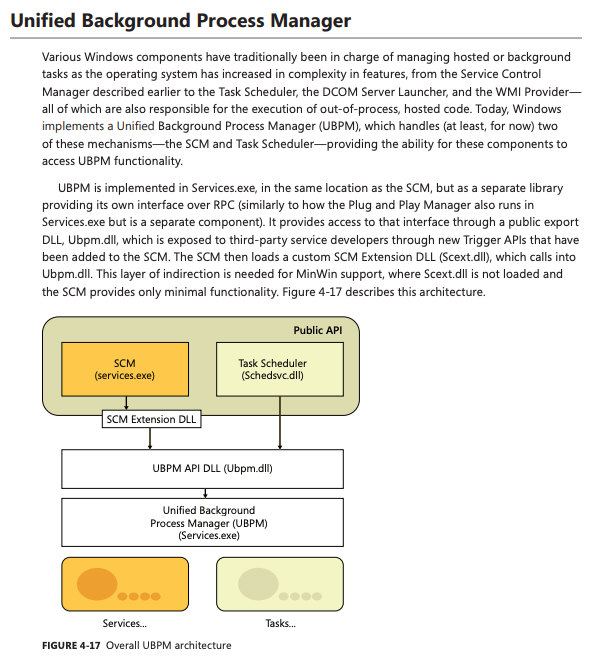 Unified Background Process Manager
Various Windows components have traditionally been in charge of managing hosted or background
tasks as the operating system has increased in complexity in features, from the Service Control
Manager described earlier to the Task Scheduler, the DCOM Server Launcher, and the WMI Provider—
all of which are also responsible for the execution of out-of-process, hosted code. Today, Windows
implements a Unified Background Process Manager (UBPM), which handles (at least, for now) two
of these mechanisms—the SCM and Task Scheduler—providing the ability for these components to
access UBPM functionality.
UBPM is implemented in Services.exe, in the same location as the SCM, but as a separate library
providing its own interface over RPC (similarly to how the Plug and Play Manager also runs in
Services.exe but is a separate component). It provides access to that interface through a public export
DLL, Ubpm.dll, which is exposed to third-party service developers through new Trigger APIs that have
been added to the SCM. The SCM then loads a custom SCM Extension DLL (Scext.dll), which calls into
Ubpm.dll. This layer of indirection is needed for MinWin support, where Scext.dll is not loaded and
the SCM provides only minimal functionality. Figure 4-17 describes this architecture.
Public API
SCM
(services.exe)
Task Scheduler
(Schedsvc.dll)
SCM Extension DLL
UBPM API DLL (Ubpm.dll)
Unified Background
Process Manager (UBPM)
(Services.exe)
Services...
Tasks...
FIGURE 4-17 Overall UBPM architecture